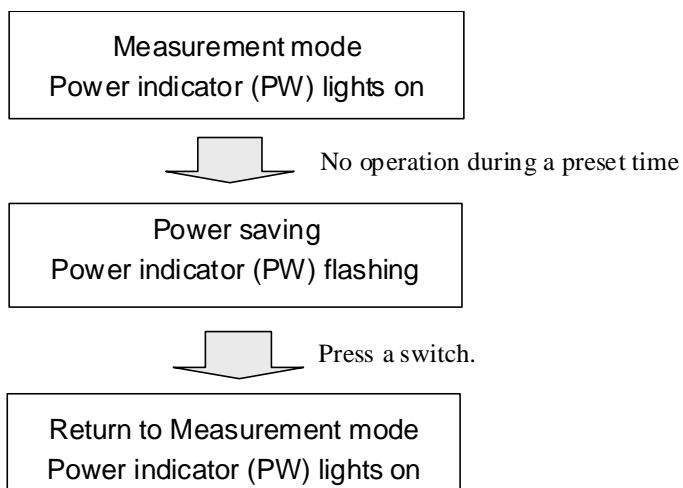 Measurement mode
Power indicator (PW) lights on
No operation during a preset time
Power saving
Power indicator (PW) flashing
Press a switch.
Return to Measurement mode
Power indicator (PW) lights on